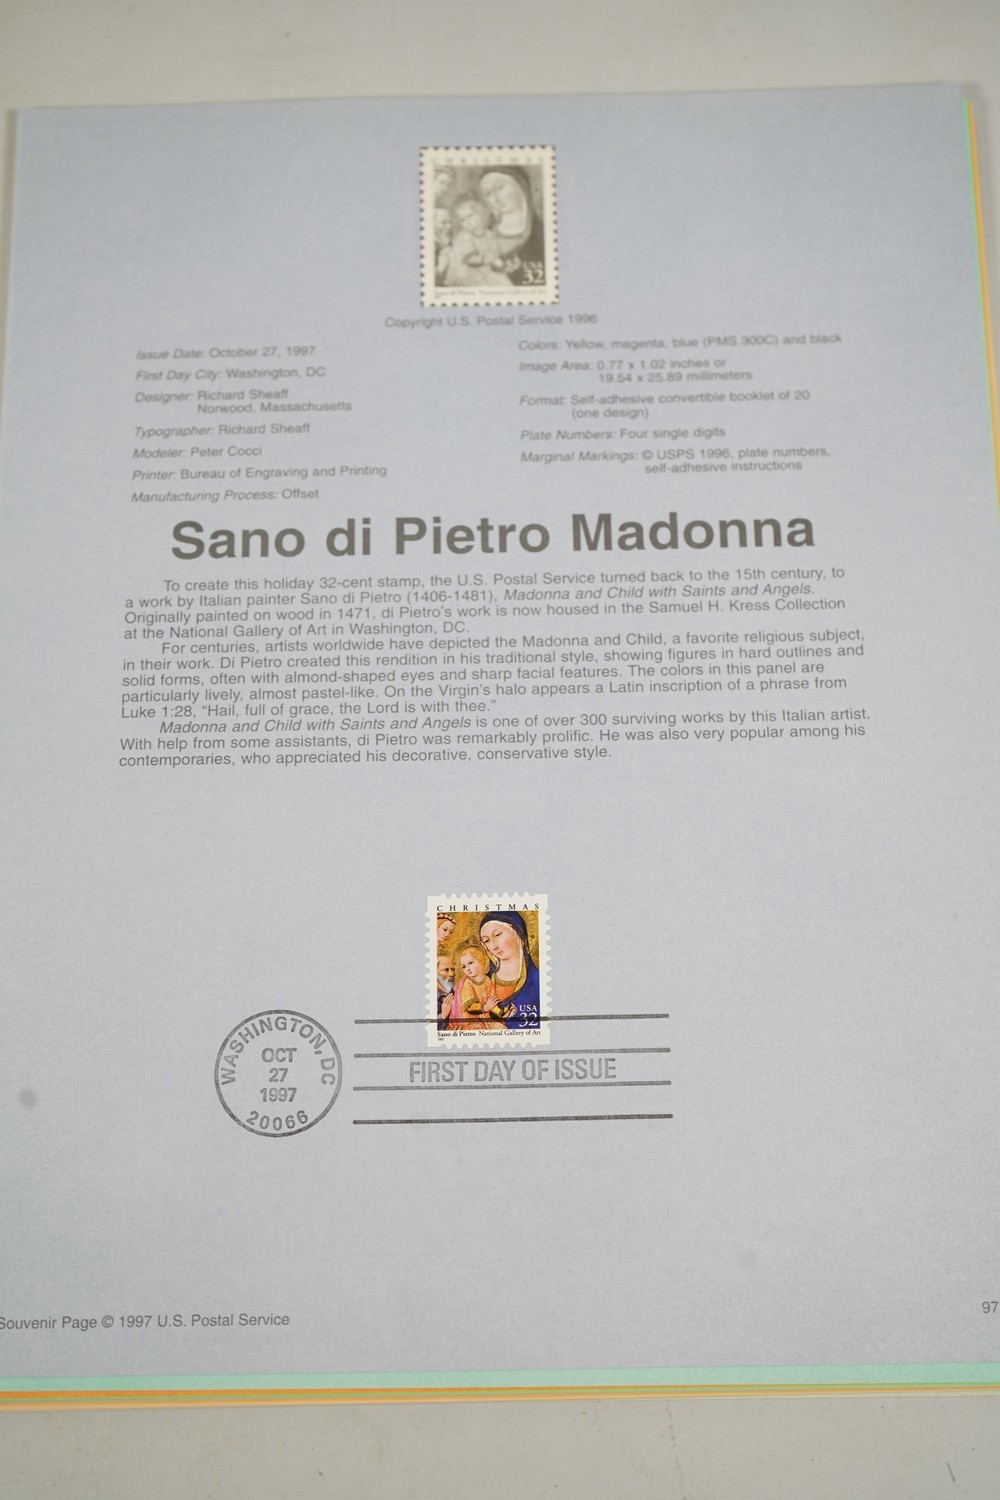 CHRISTMAS
USA
32
Sano di Pietro National Gallery of Art
Copyright U.S. Postal Service 1996
Issue Date: October 27, 1997
First Day City: Washington, DC
Designer: Richard Sheaff
Norwood, Massachusetts
Typographer: Richard Sheaff
Modeler: Peter Cocci
Printer: Bureau of Engraving and Printing
Manufacturing Process: Offset
Colors: Yellow, magenta, blue (PMS 300C) and black
Image Area: 0.77 x 1.02 inches or
19.54 x 25.89 millimeters
Format: Self-adhesive convertible booklet of 20
(one design)
Plate Numbers: Four single digits
Marginal Markings: © USPS 1996, plate numbers,
self-adhesive instructions
Sano di Pietro Madonna
To create this holiday 32-cent stamp, the U.S. Postal Service turned back to the 15th century, to
a work by Italian painter Sano di Pietro (1406-1481), Madonna and Child with Saints and Angels.
Originally painted on wood in 1471, di Pietro's work is now housed in the Samuel H. Kress Collection
at the National Gallery of Art in Washington, DC.
For centuries, artists worldwide have depicted the Madonna and Child, a favorite religious subject,
in their work. Di Pietro created this rendition in his traditional style, showing figures in hard outlines and
solid forms, often with almond-shaped eyes and sharp facial features. The colors in this panel are
particularly lively, almost pastel-like. On the Virgin's halo appears a Latin inscription of a phrase from
Luke 1:28, “Hail, full of grace, the Lord is with thee.”
Madonna and Child with Saints and Angels is one of over 300 surviving works by this Italian artist.
With help from some assistants, di Pietro was remarkably prolific. He was also very popular among his
contemporaries, who appreciated his decorative, conservative style.
CHRISTMAS
USA
32
Sano di Pietro National Gallery of Art
1997
WASHINGTON, DC
OCT
27
1997
20066
FIRST DAY OF ISSUE
Souvenir Page © 1997 U.S. Postal Service
97